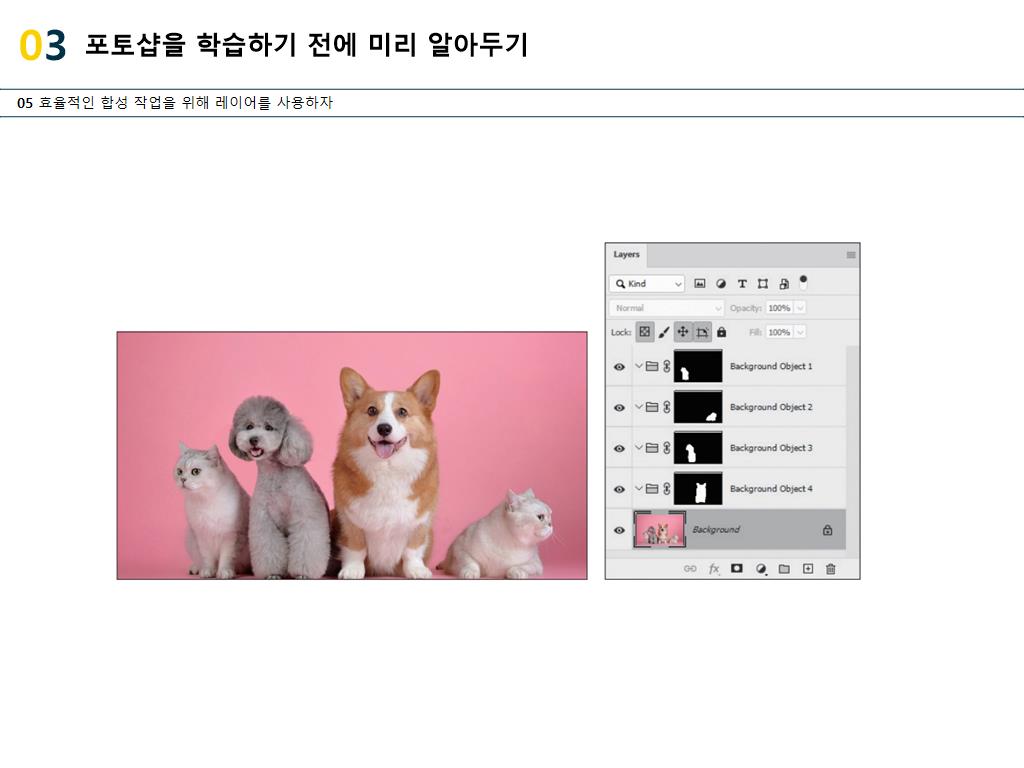 03 포토샵을 학습하기 전에 미리 알아두기
05 효율적인 합성 작업을 위해 레이어를 사용하자
Layers
Kind
Normal Opacity: 100%
Lock: Fill: 100%
Background Object 1
Background Object 2
Background Object 3
Background Object 4
Background
fx